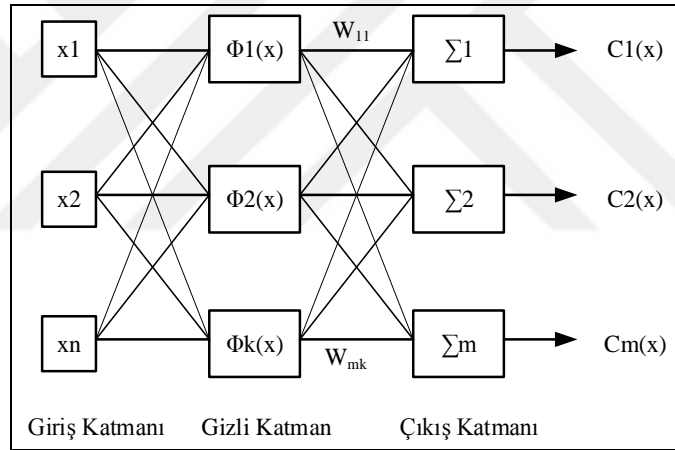 W₁₁
x1 Φ1(x) ∑1 C1(x)
x2 Φ2(x) ∑2 C2(x)
xn Φk(x) ∑m Cm(x)
Wₘₖ
Giriş Katmanı Gizli Katman Çıkış Katmanı